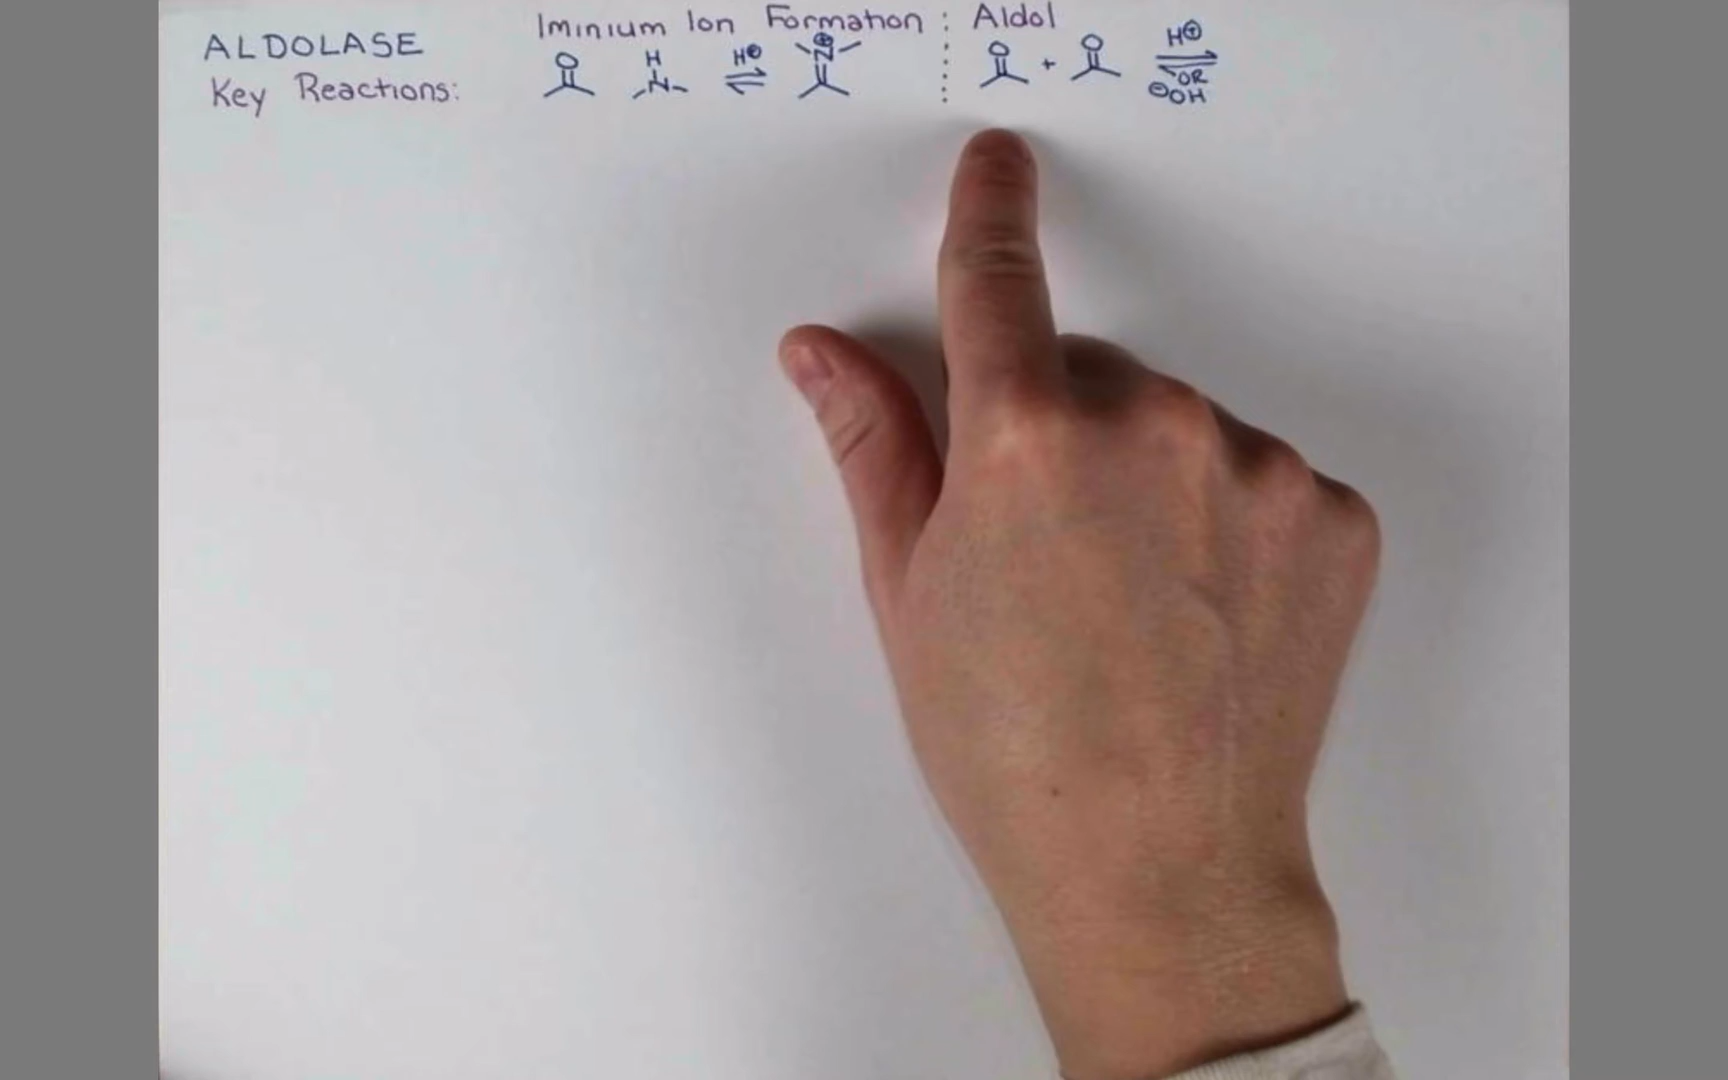 ALDOLASE
Key Reactions:
Iminium Ion Formation
O
H
N
H⊕
⊕
N
Aldol
O + O
H⊕
OR
⊖OH